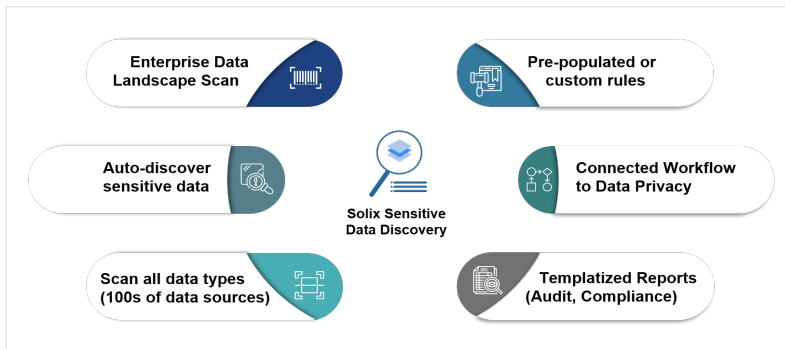 Enterprise Data
Landscape Scan
Pre-populated or
custom rules
Auto-discover
sensitive data
Solix Sensitive
Data Discovery
Connected Workflow
to Data Privacy
Scan all data types
(100s of data sources)
Templatized Reports
(Audit, Compliance)